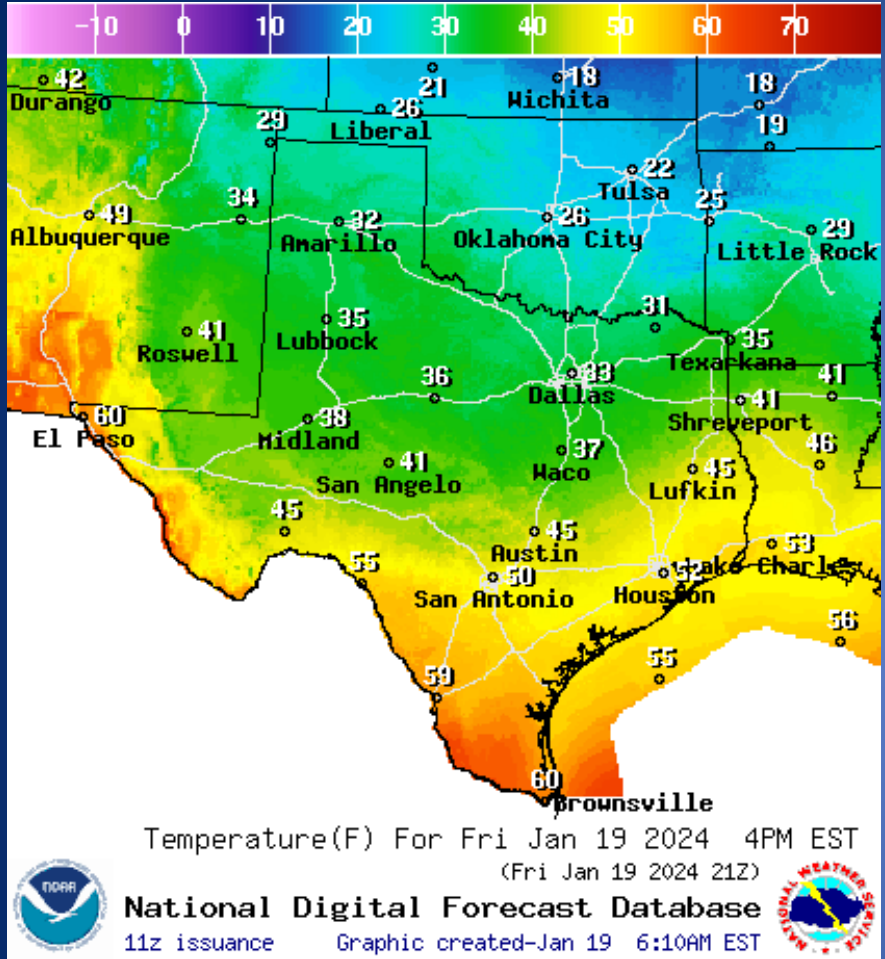 -10 0 10 20 30 40 50 60 70
42
Durango
21
18
Wichita
18
26
Liberal
29
19
22
Tulsa
49
Albuquerque
34
32
Amarillo
26
Oklahoma City
25
29
Little Rock
41
Roswell
35
Lubbock
31
35
Texarkana
33
Dallas
36
41
41
Shreveport
60
El Paso
38
Midland
37
Waco
46
41
San Angelo
45
Lufkin
45
45
Austin
53
Lake Charles
55
50
San Antonio
52
Houston
56
55
59
60
Brownsville
Temperature(F) For Fri Jan 19 2024 4PM EST
(Fri Jan 19 2024 21Z)
NOAA
National Digital Forecast Database
11z issuance Graphic created-Jan 19 6:10AM EST
NATIONAL WEATHER SERVICE